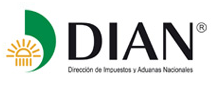 DIAN®
Dirección de Impuestos y Aduanas Nacionales